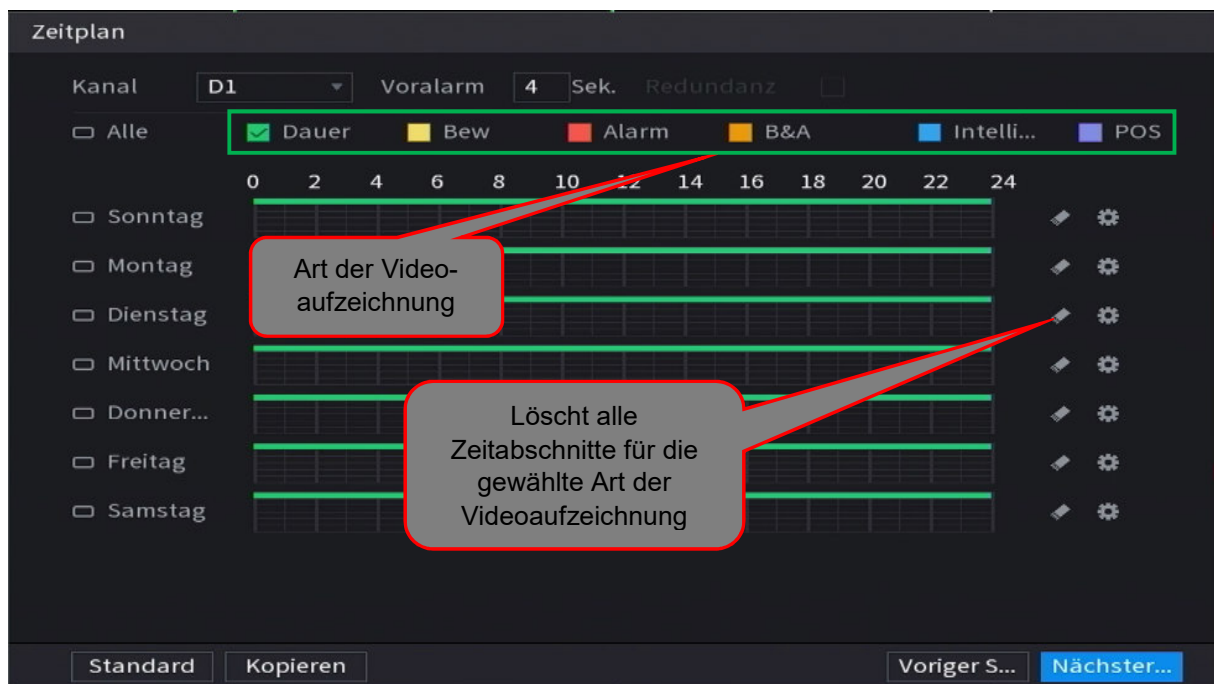 Zeitplan
Kanal D1 Voralarm 4 Sek. Redundanz
Alle Dauer Bew Alarm B&A Intelli... POS
0 2 4 6 8 10 12 14 16 18 20 22 24
Sonntag
Montag
Art der Video-
aufzeichnung
Dienstag
Mittwoch
Donner...
Löscht alle
Zeitabschnitte für die
gewählte Art der
Videoaufzeichnung
Freitag
Samstag
Standard Kopieren Voriger S... Nächster...